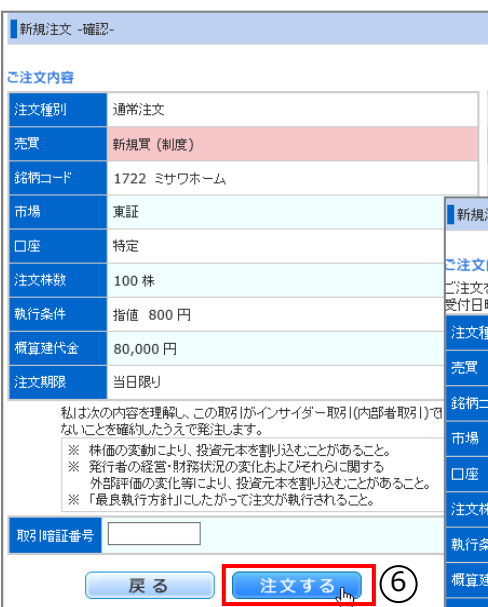 新規注文 -確認-
ご注文内容
注文種別 通常注文
売買 新規買 (制度)
銘柄コード 1722 ミサワホーム
市場 東証
口座 特定
注文株数 100 株
執行条件 指値 800 円
概算建代金 80,000 円
注文期限 当日限り
私は次の内容を理解し、この取引がインサイダー取引(内部者取引)で
ないことを確認したうえで発注します。
※ 株価の変動により、投資元本を割り込むことがあること。
※ 発行者の経営・財務状況の変化およびそれらに関する
外部評価の変化等により、投資元本を割り込むことがあること。
※ 「最良執行方針」にしたがって注文が執行されること。
取引暗証番号
戻る 注文する ⑥
新規
ご注文
ご注文
受付日
注文種
売買
銘柄コ
市場
口座
注文株
執行条
概算建